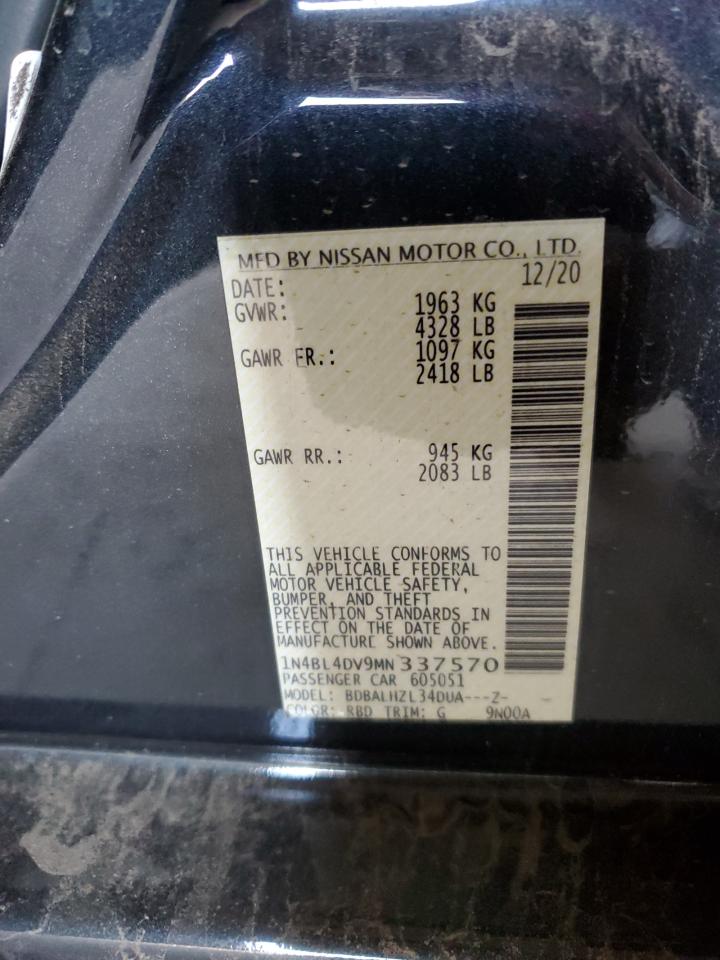 MFD BY NISSAN MOTOR CO., LTD.
DATE: 12/20
GVWR: 1963 KG
4328 LB
GAWR FR.: 1097 KG
2418 LB
GAWR RR.: 945 KG
2083 LB
THIS VEHICLE CONFORMS TO
ALL APPLICABLE FEDERAL
MOTOR VEHICLE SAFETY,
BUMPER, AND THEFT
PREVENTION STANDARDS IN
EFFECT ON THE DATE OF
MANUFACTURE SHOWN ABOVE.
1N4BL4DV9MN337570
PASSENGER CAR 605051
MODEL: BDBALHZL34DUA---Z- -
COLOR: RBD TRIM: G 9N00A